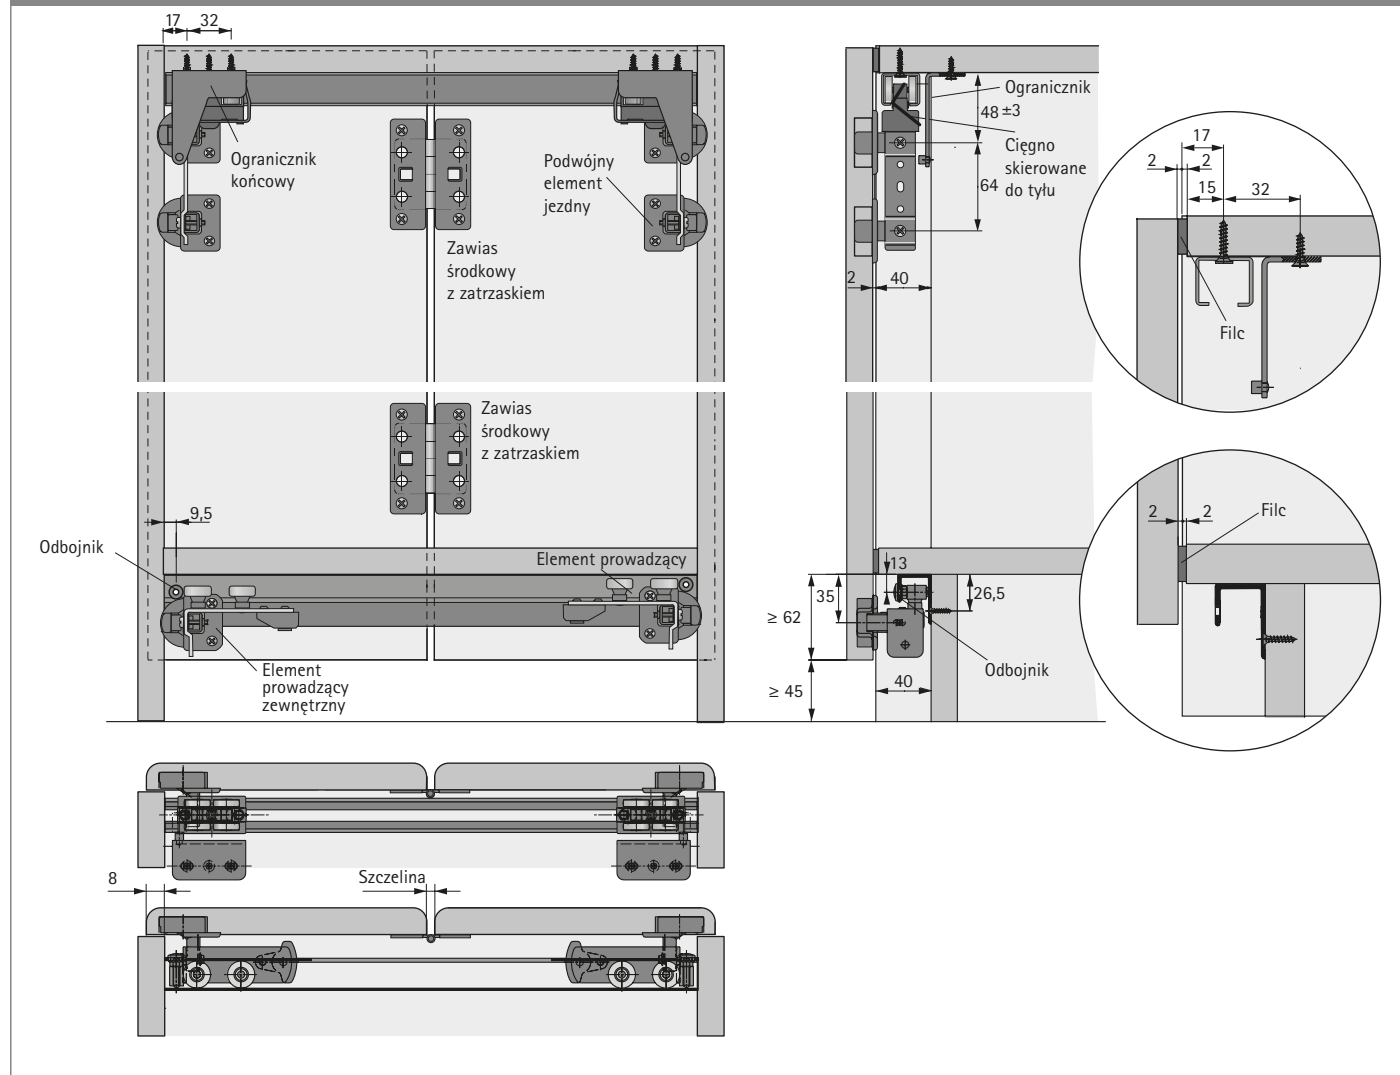 17
32
Ogranicznik
końcowy
Podwójny
element
jezdny
Zawias
środkowy
z zatrzaskiem
Zawias
środkowy
z zatrzaskiem
9,5
Odbojnik
Element prowadzący
Element
prowadzący
zewnętrzny
Ogranicznik
48 ±3
Cięgno
skierowane
do tyłu
64
2
40
13
35
26,5
≥ 62
Odbojnik
≥ 45
40
17
2
2
15
32
Filc
2
2
Filc
8
Szczelina